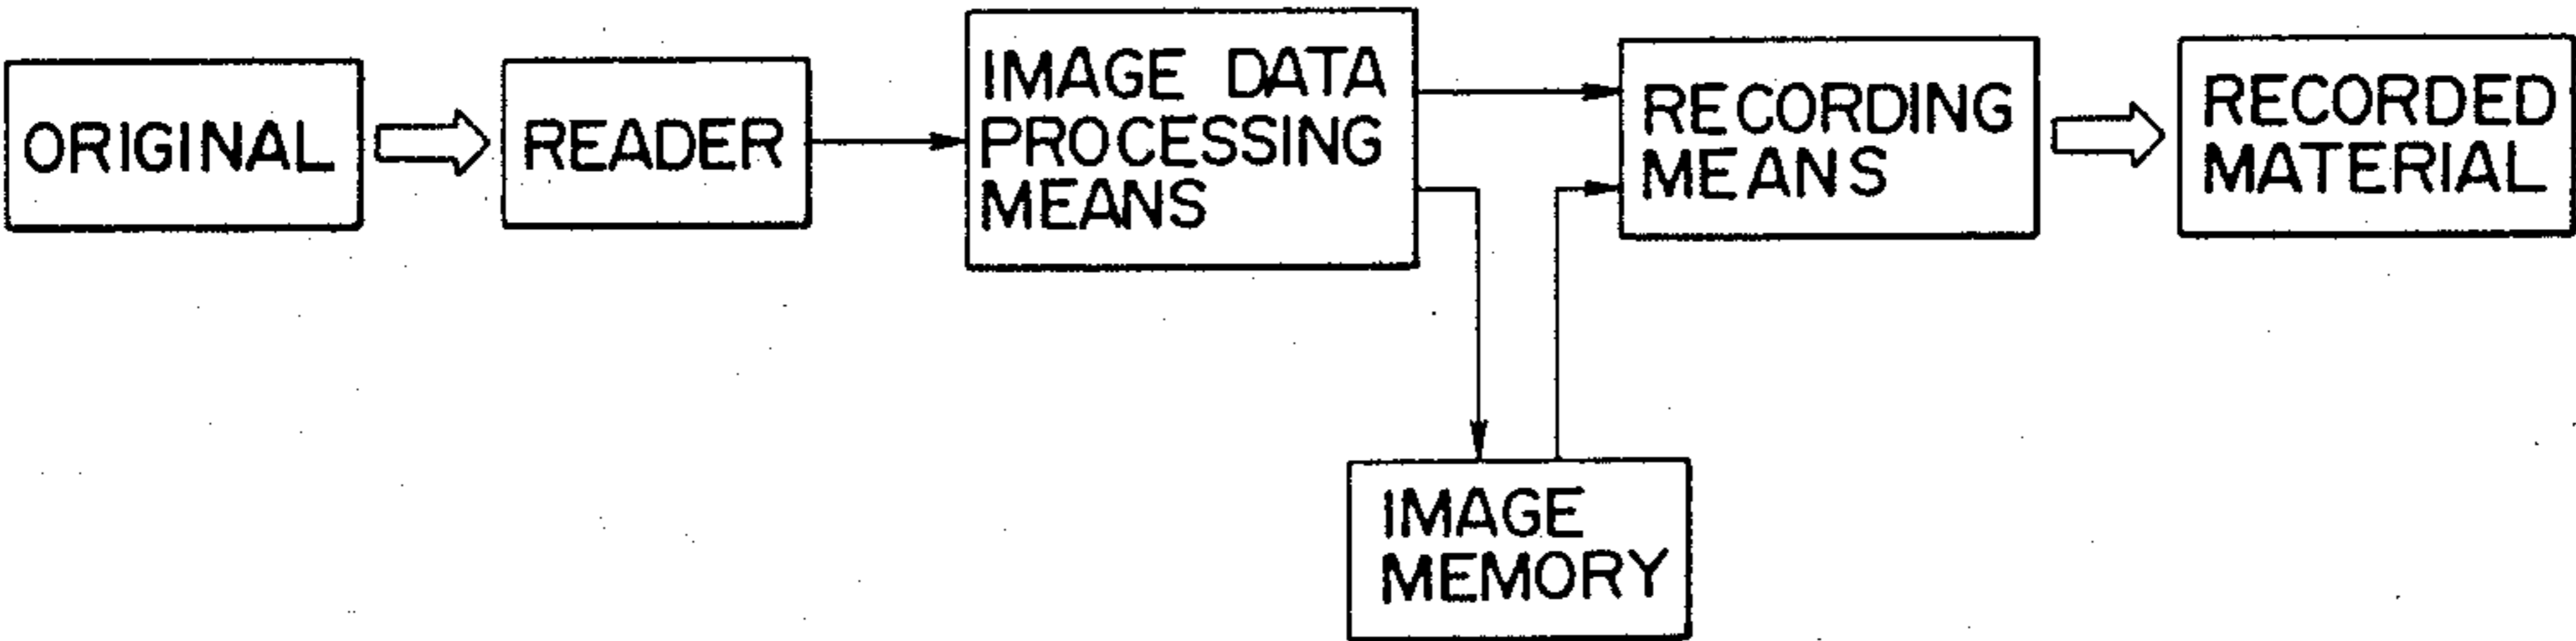 ORIGINAL
READER
IMAGE DATA
PROCESSING
MEANS
RECORDING
MEANS
RECORDED
MATERIAL
IMAGE
MEMORY